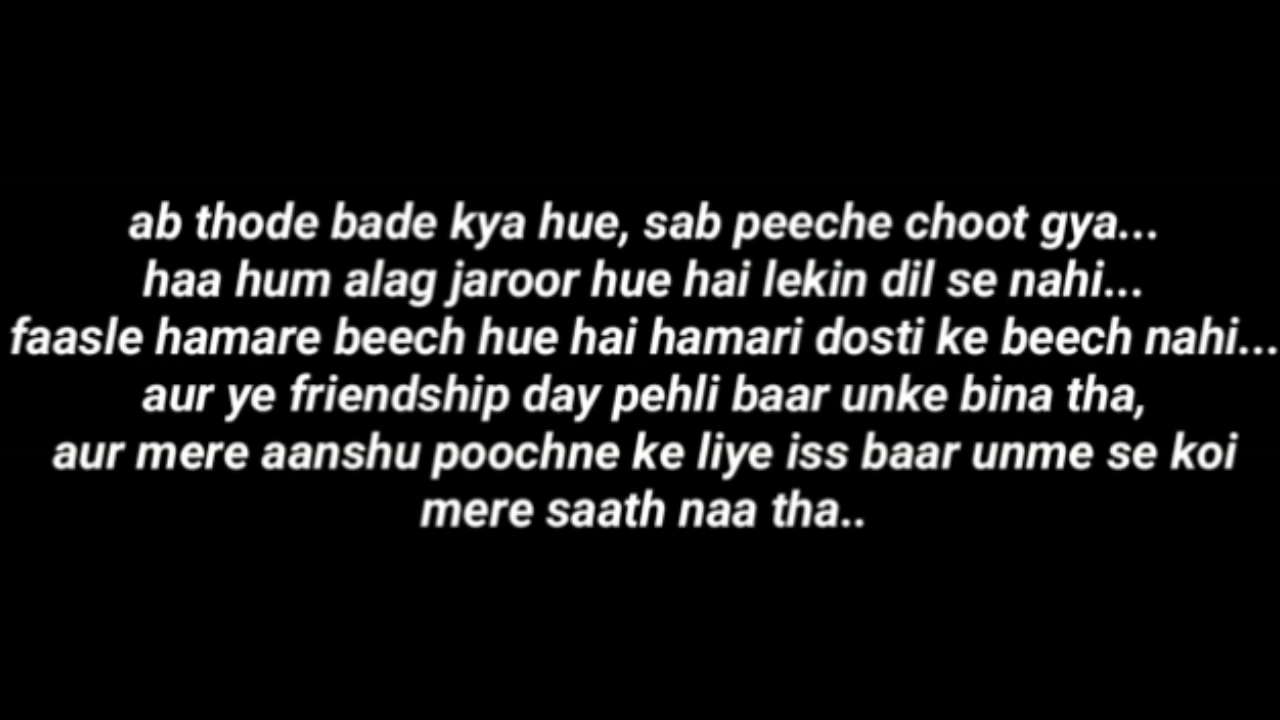 ab thode bade kya hue, sab peeche choot gya...
haa hum alag jaroor hue hai lekin dil se nahi...
faasle hamare beech hue hai hamari dosti ke beech nahi...
aur ye friendship day pehli baar unke bina tha,
aur mere aanshu poochne ke liye iss baar unme se koi
mere saath naa tha..